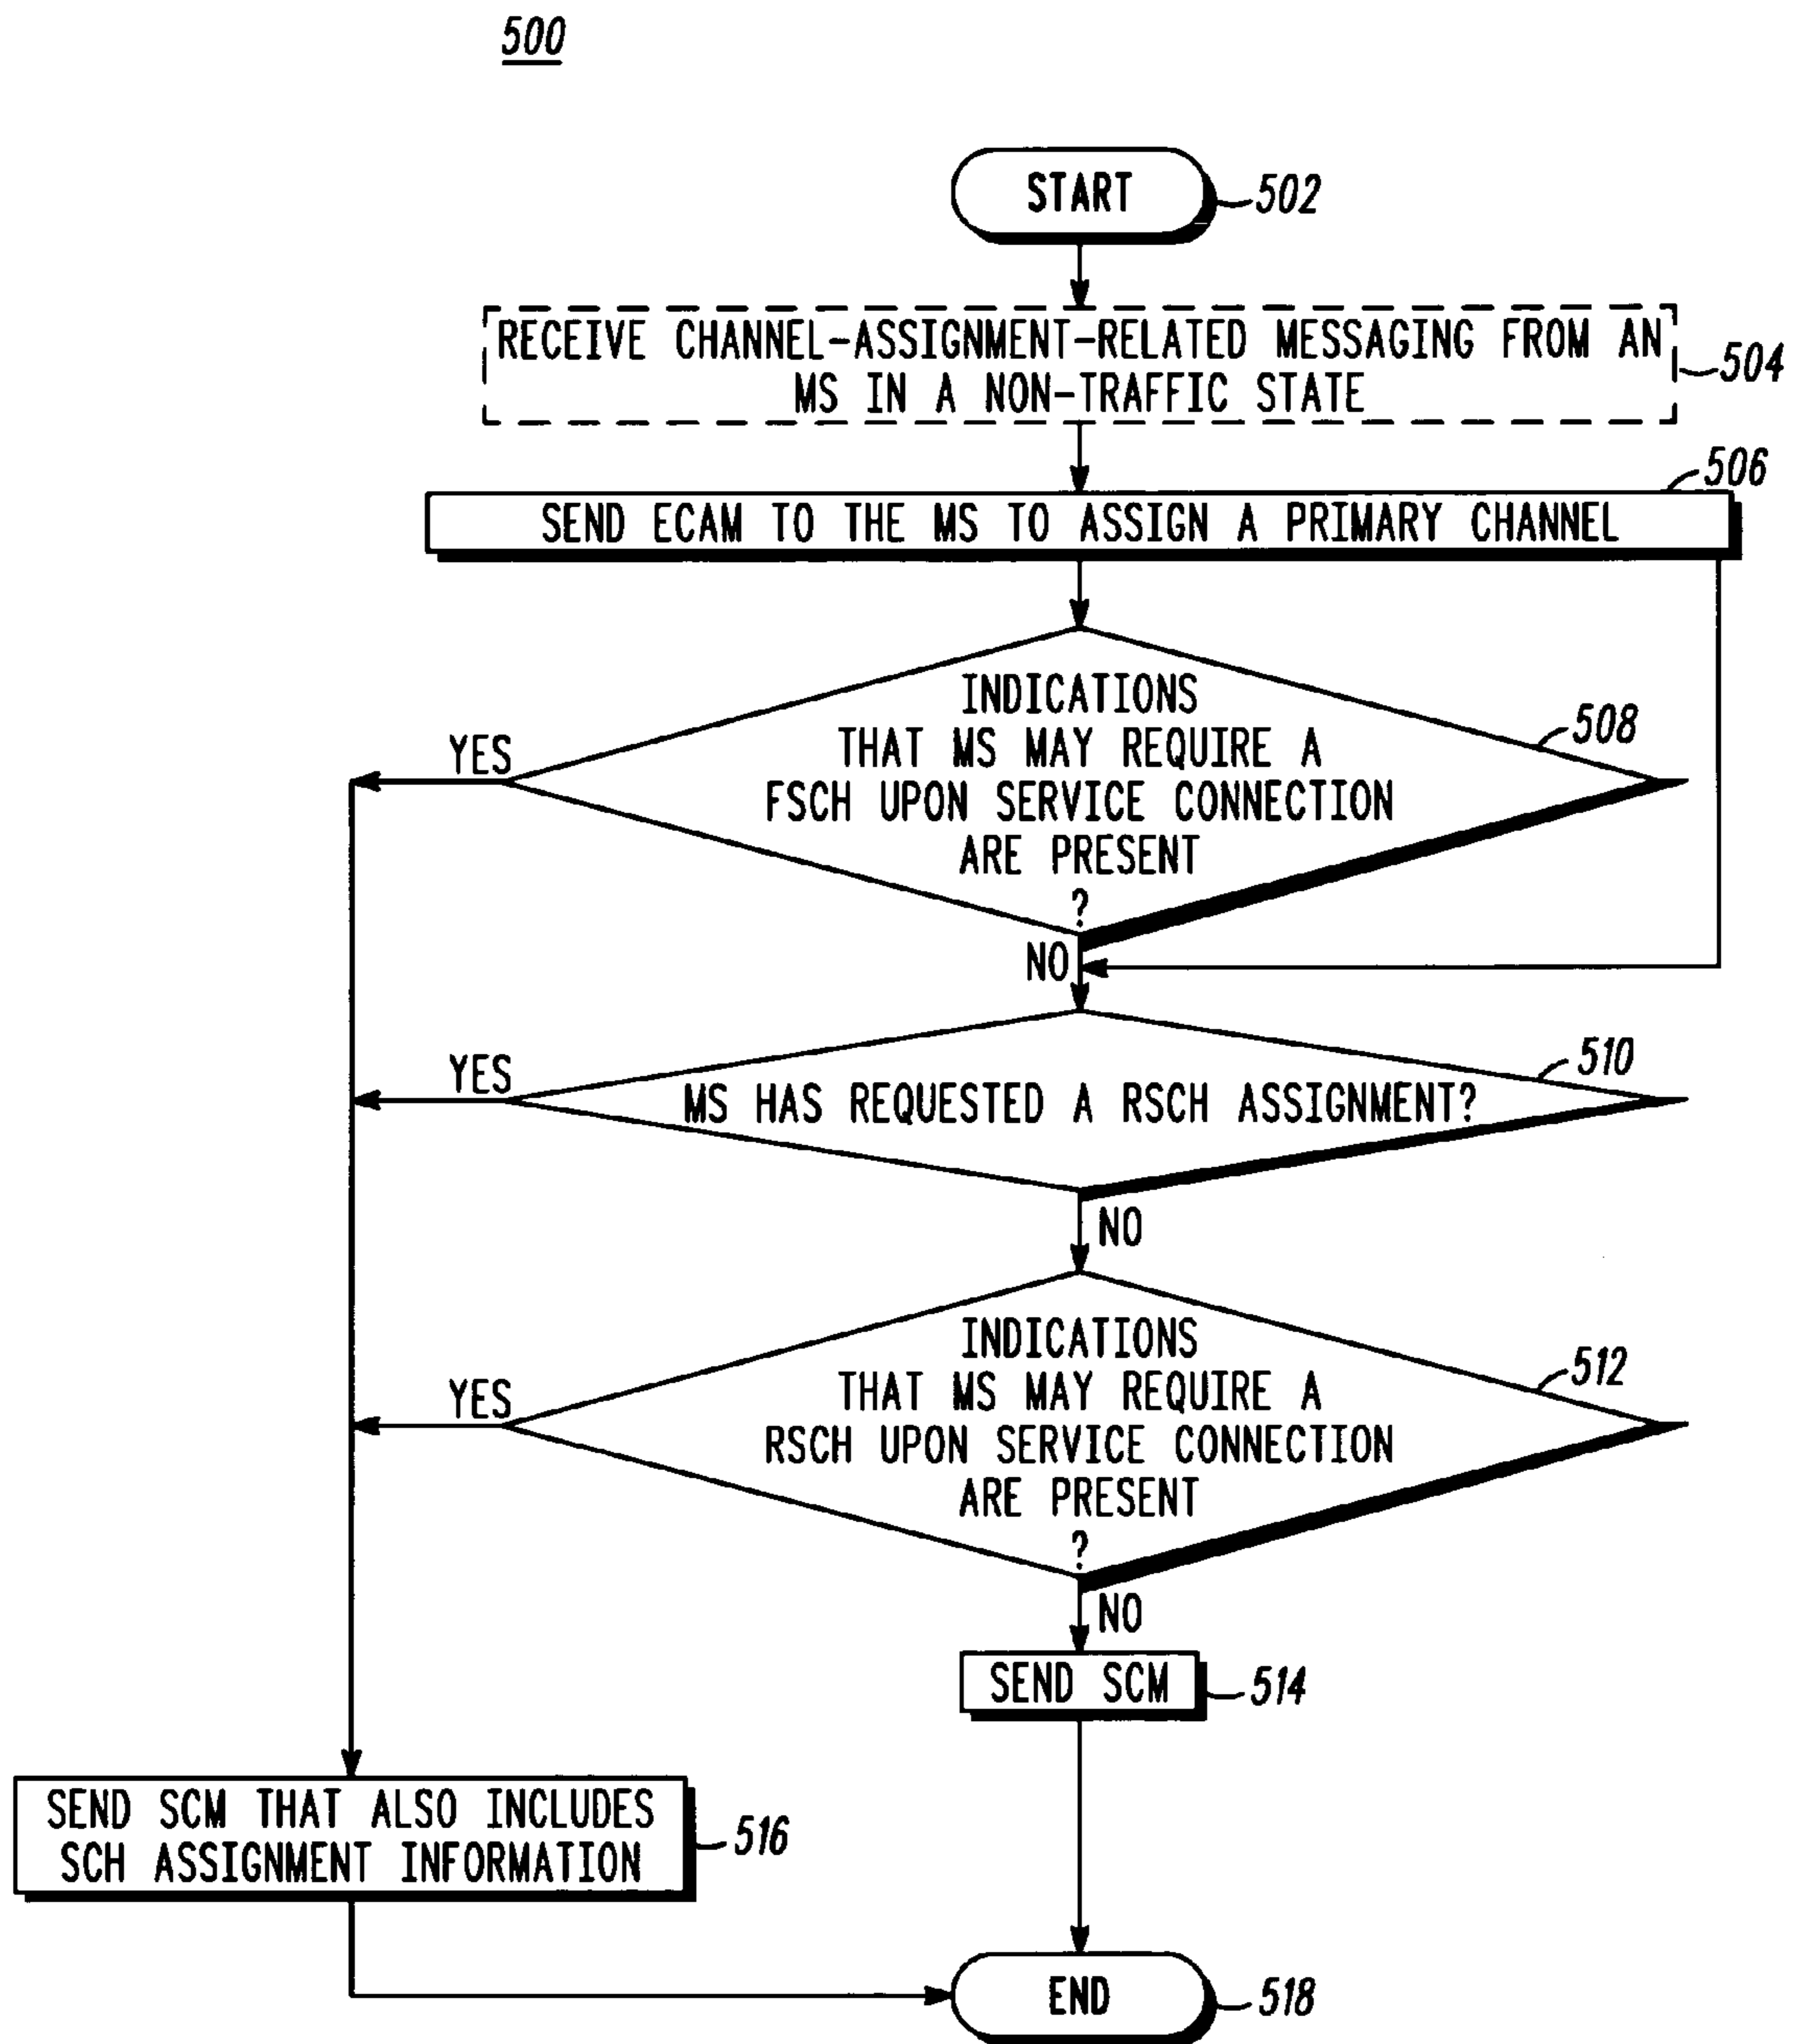 500
START
502
RECEIVE CHANNEL-ASSIGNMENT-RELATED MESSAGING FROM AN
MS IN A NON-TRAFFIC STATE
504
506
SEND ECAM TO THE MS TO ASSIGN A PRIMARY CHANNEL
INDICATIONS
THAT MS MAY REQUIRE A
FSCH UPON SERVICE CONNECTION
ARE PRESENT
?
508
YES
NO
510
YES
MS HAS REQUESTED A RSCH ASSIGNMENT?
NO
INDICATIONS
THAT MS MAY REQUIRE A
RSCH UPON SERVICE CONNECTION
ARE PRESENT
?
512
YES
NO
SEND SCM
514
SEND SCM THAT ALSO INCLUDES
SCH ASSIGNMENT INFORMATION
516
END
518